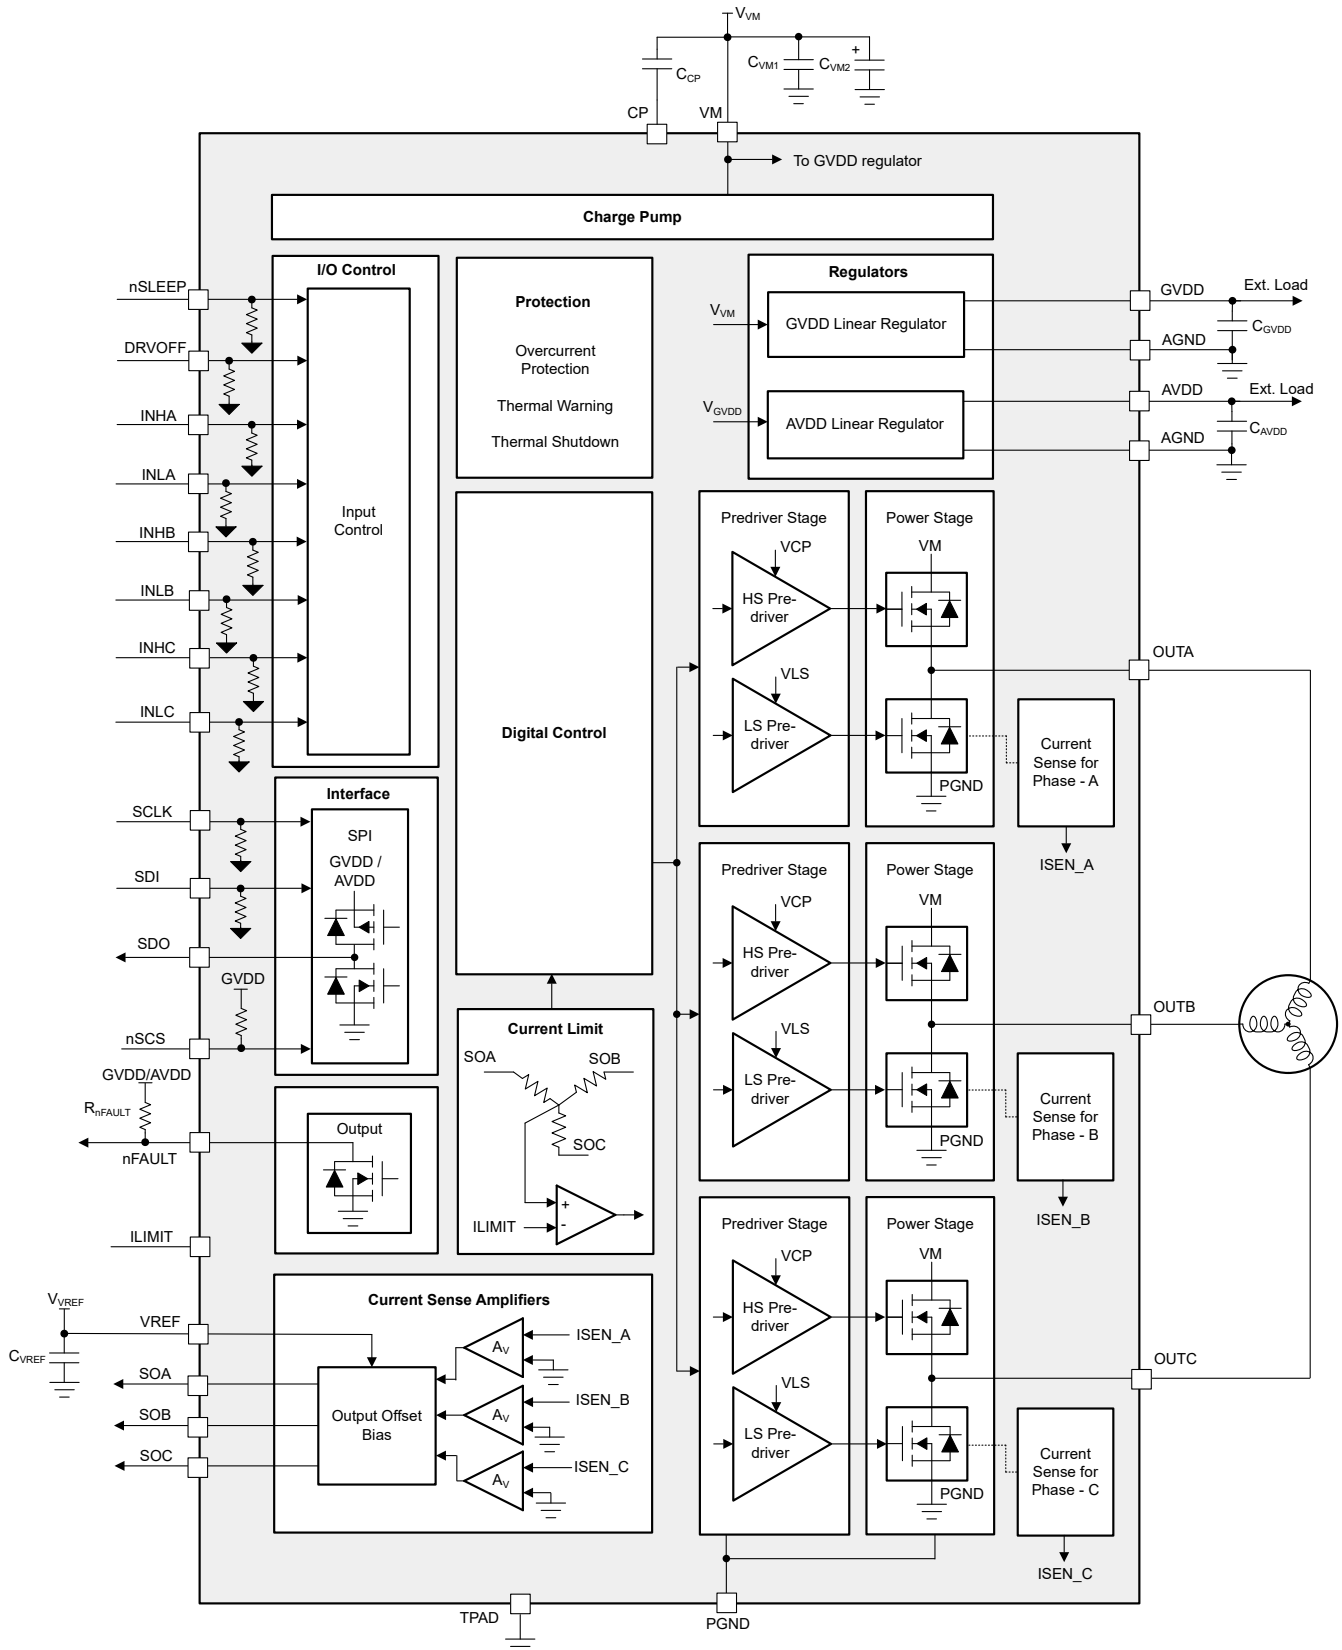 VVM
CCP
CVM1
+
CVM2
CP
VM
To GVDD regulator
Charge Pump
I/O Control
nSLEEP
DRVOFF
INHA
INLA
INHB
INLB
INHC
INLC
Input
Control
Protection
Overcurrent
Protection
Thermal Warning
Thermal Shutdown
Regulators
VVM
GVDD Linear Regulator
VGVDD
AVDD Linear Regulator
GVDD
Ext. Load
CGVDD
AGND
AVDD
Ext. Load
CAVDD
AGND
Digital Control
Predriver Stage
VCP
HS Pre-
driver
VLS
LS Pre-
driver
Power Stage
VM
PGND
OUTA
Current
Sense for
Phase - A
ISEN_A
Interface
SCLK
SDI
SDO
GVDD
nSCS
SPI
GVDD /
AVDD
GVDD/AVDD
RnFAULT
nFAULT
Output
ILIMIT
Current Limit
SOA
SOB
SOC
+
-
ILIMIT
Predriver Stage
VCP
HS Pre-
driver
VLS
LS Pre-
driver
Power Stage
VM
PGND
OUTB
Current
Sense for
Phase - B
ISEN_B
Predriver Stage
VCP
HS Pre-
driver
VLS
LS Pre-
driver
Power Stage
VM
PGND
OUTC
Current
Sense for
Phase - C
ISEN_C
Current Sense Amplifiers
VVREF
VREF
CVREF
SOA
SOB
SOC
Output Offset
Bias
AV
ISEN_A
AV
ISEN_B
AV
ISEN_C
TPAD
PGND